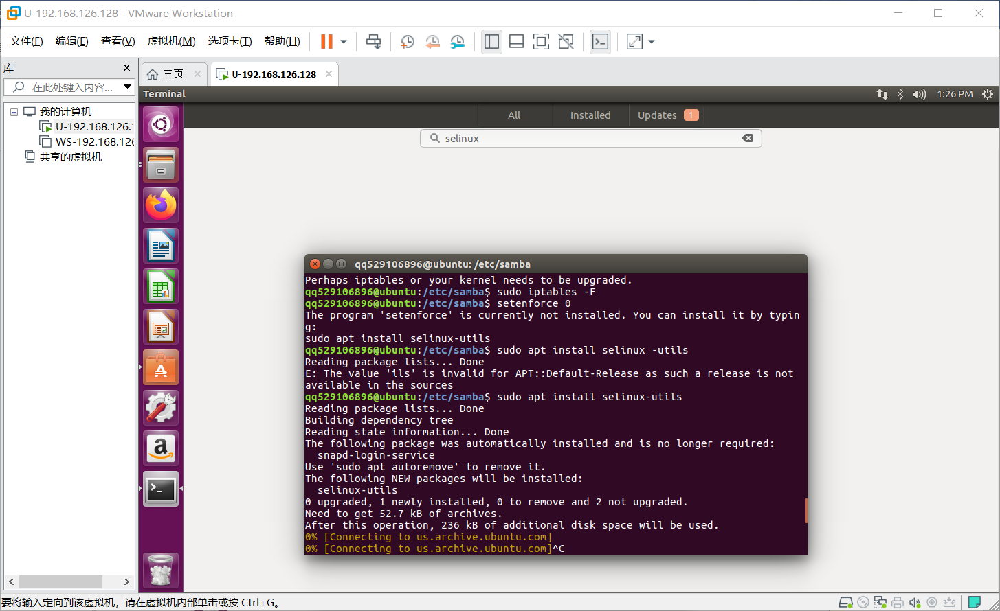 U-192.168.126.128 - VMware Workstation
文件(F) 编辑(E) 查看(V) 虚拟机(M) 选项卡(T) 帮助(H)
库
在此处键入内容...
我的计算机
U-192.168.126.1
WS-192.168.126
共享的虚拟机
主页
U-192.168.126.128
Terminal
1:26 PM
All Installed Updates 1
selinux
qq529106896@ubuntu: /etc/samba
Perhaps iptables or your kernel needs to be upgraded.
qq529106896@ubuntu:/etc/samba$ sudo iptables -F
qq529106896@ubuntu:/etc/samba$ setenforce 0
The program 'setenforce' is currently not installed. You can install it by typin
g:
sudo apt install selinux-utils
qq529106896@ubuntu:/etc/samba$ sudo apt install selinux -utils
Reading package lists... Done
E: The value 'ils' is invalid for APT::Default-Release as such a release is not
available in the sources
qq529106896@ubuntu:/etc/samba$ sudo apt install selinux-utils
Reading package lists... Done
Building dependency tree
Reading state information... Done
The following package was automatically installed and is no longer required:
snapd-login-service
Use 'sudo apt autoremove' to remove it.
The following NEW packages will be installed:
selinux-utils
0 upgraded, 1 newly installed, 0 to remove and 2 not upgraded.
Need to get 52.7 kB of archives.
After this operation, 236 kB of additional disk space will be used.
0% [Connecting to us.archive.ubuntu.com]
0% [Connecting to us.archive.ubuntu.com]^C
要将输入定向到该虚拟机，请在虚拟机内部单击或按 Ctrl+G。